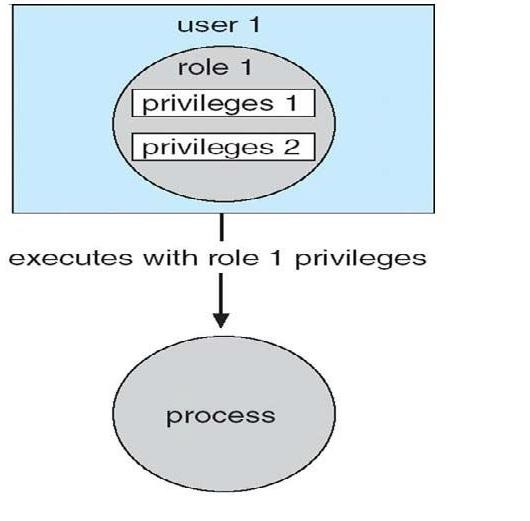 user 1
role 1
privileges 1
privileges 2
executes with role 1 privileges
process